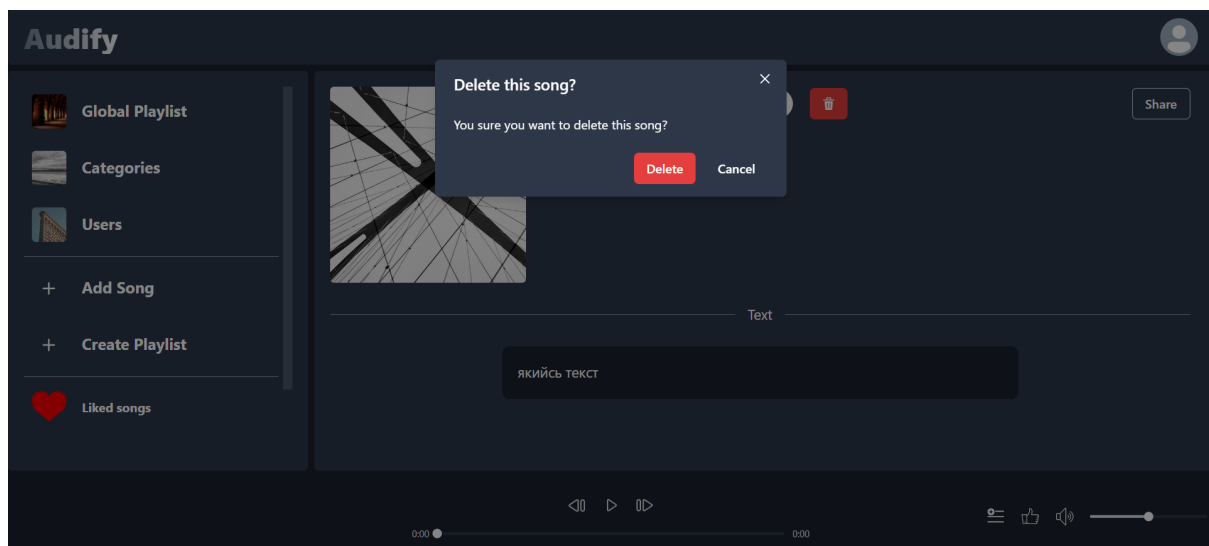 Audify
Delete this song?
You sure you want to delete this song?
Delete Cancel
Share
Global Playlist
Categories
Users
Add Song
Create Playlist
Liked songs
Text
якийсь текст
0:00
0:00